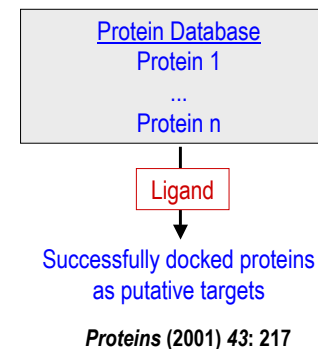 Protein Database
Protein 1
...
Protein n
Ligand
Successfully docked proteins
as putative targets
Proteins (2001) 43: 217